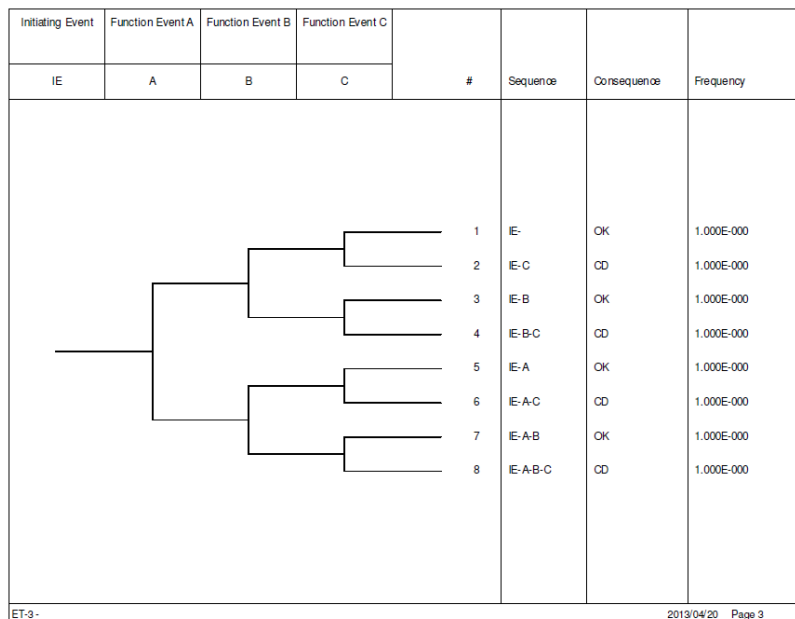 Initiating Event Function Event A Function Event B Function Event C
IE A B C # Sequence Consequence Frequency
1 IE- OK 1.000E-000
2 IE-C CD 1.000E-000
3 IE-B OK 1.000E-000
4 IE-B-C CD 1.000E-000
5 IE-A OK 1.000E-000
6 IE-A-C CD 1.000E-000
7 IE-A-B OK 1.000E-000
8 IE-A-B-C CD 1.000E-000
ET-3 - 2013/04/20 Page 3